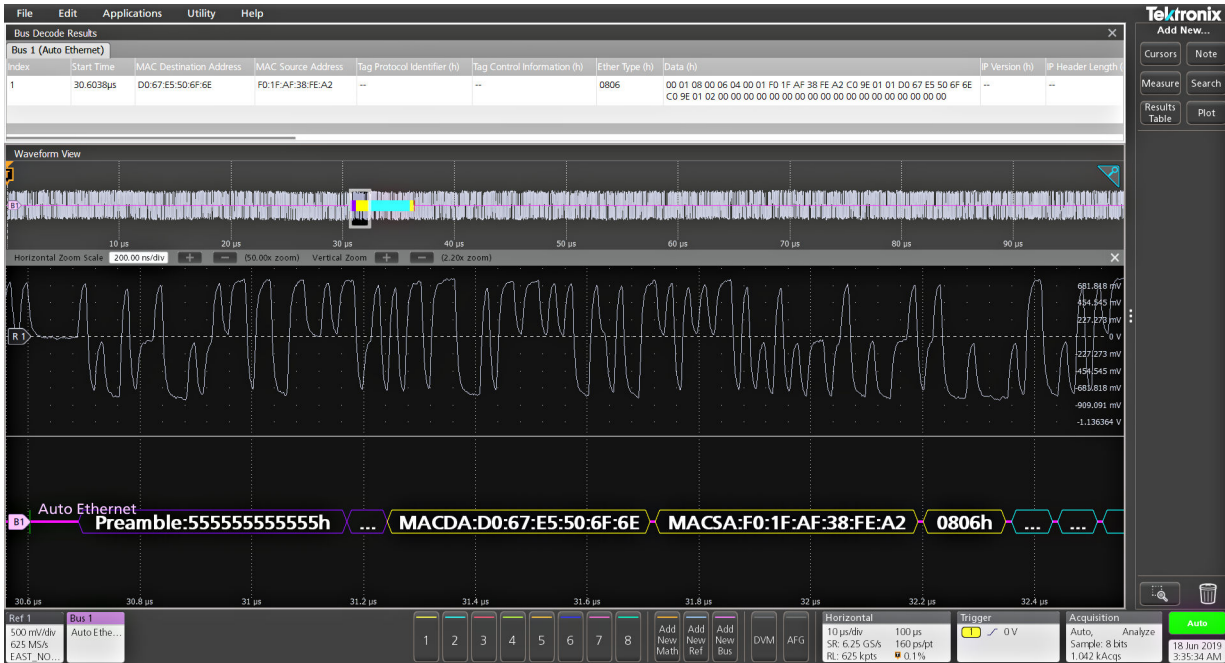 File Edit Applications Utility Help
Tektronix
Add New...
Bus Decode Results
Bus 1 (Auto Ethernet)
Cursors Note
Index Start Time MAC Destination Address MAC Source Address Tag Protocol Identifier (h) Tag Control Information (h) Ether Type (h) Data (h) IP Version (h) IP Header Length (
1 30.6038µs D0:67:E5:50:6F:6E F0:1F:AF:38:FE:A2 -- -- 0806 00 01 08 00 06 04 00 01 F0 1F AF 38 FE A2 C0 9E 01 01 D0 67 E5 50 6F 6E -- --
C0 9E 01 02 00 00 00 00 00 00 00 00 00 00 00 00 00 00 00 00 00 00
Measure Search
Results Table Plot
Waveform View
B1
10 µs 20 µs 30 µs 40 µs 50 µs 60 µs 70 µs 80 µs 90 µs
Horizontal Zoom Scale 200.00 ns/div + − (50.00x zoom) Vertical Zoom + − (2.20x zoom)
681.818 mV
454.545 mV
227.273 mV
R 1
0 V
-227.273 mV
-454.545 mV
-681.818 mV
-909.091 mV
-1.136364 V
Auto Ethernet
B1 Preamble:555555555555h ... MACDA:D0:67:E5:50:6F:6E MACSA:F0:1F:AF:38:FE:A2 0806h ... ...
30.6 µs 30.8 µs 31 µs 31.2 µs 31.4 µs 31.6 µs 31.8 µs 32 µs 32.2 µs 32.4 µs
Ref 1
500 mV/div
625 MS/s
EAST_NO...
Bus 1
Auto Ethe...
1 2 3 4 5 6 7 8
Add New Math
Add New Ref
Add New Bus
DVM AFG
Horizontal
10 µs/div 100 µs
SR: 6.25 GS/s 160 ps/pt
RL: 625 kpts 0.1%
Trigger
1 0 V
Acquisition
Auto, Analyze
Sample: 8 bits
1.042 kAcqs
Auto
18 Jun 2019
3:35:34 AM